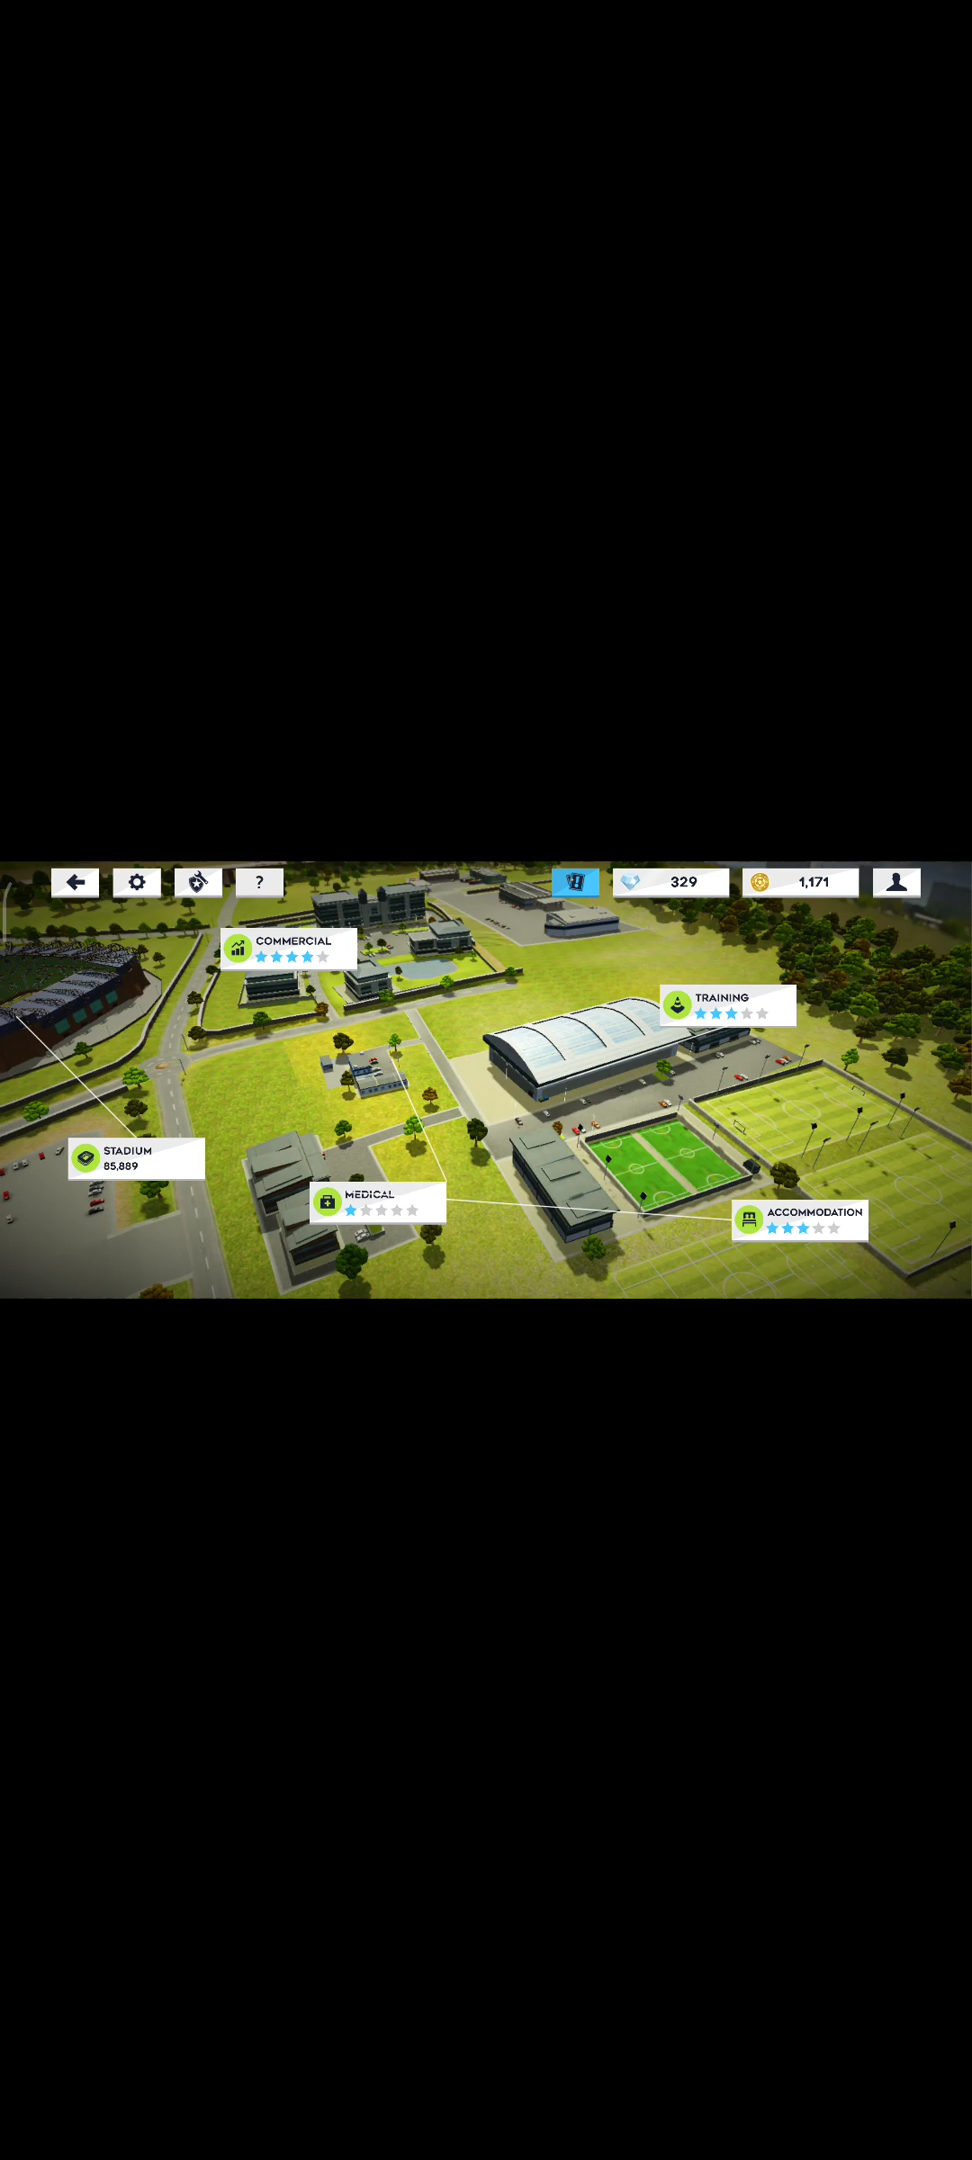 ?
329
1,171
COMMERCIAL
TRAINING
STADIUM
85,889
MEDICAL
ACCOMMODATION